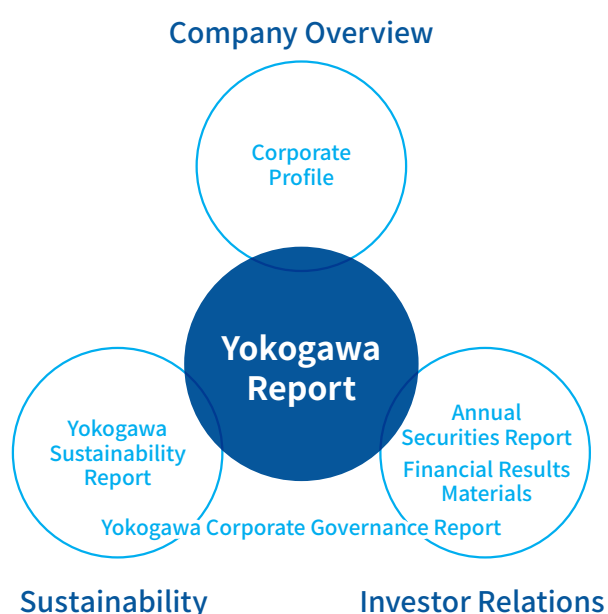 Company Overview
Corporate
Profile
Yokogawa
Report
Yokogawa
Sustainability
Report
Annual
Securities Report
Financial Results
Materials
Yokogawa Corporate Governance Report
Sustainability
Investor Relations